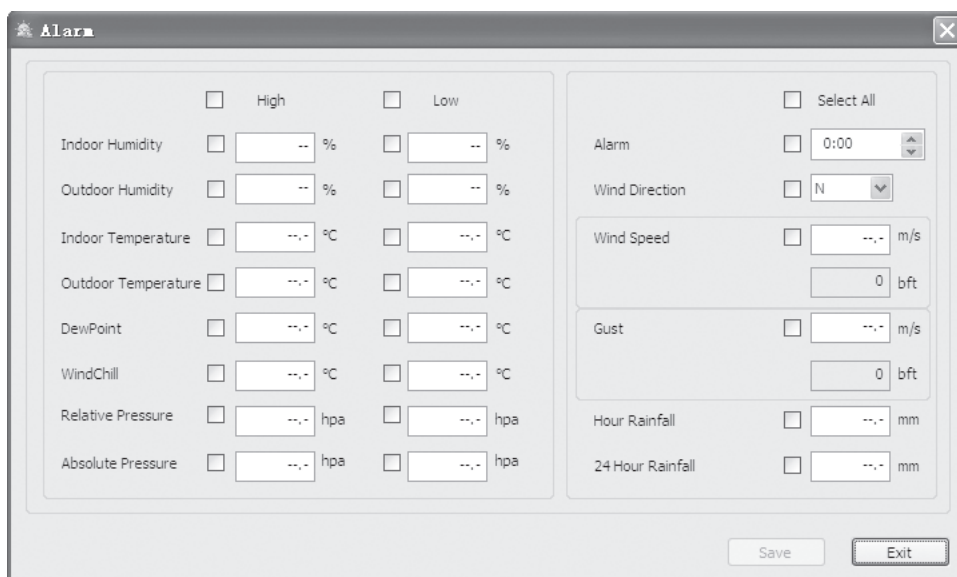 Alarm
High Low
Indoor Humidity -- % -- %
Outdoor Humidity -- % -- %
Indoor Temperature --.- °C --.- °C
Outdoor Temperature --.- °C --.- °C
DewPoint --.- °C --.- °C
WindChill --.- °C --.- °C
Relative Pressure --.- hpa --.- hpa
Absolute Pressure --.- hpa --.- hpa
Select All
Alarm 0:00
Wind Direction N
Wind Speed --.- m/s
0 bft
Gust --.- m/s
0 bft
Hour Rainfall --.- mm
24 Hour Rainfall --.- mm
Save Exit